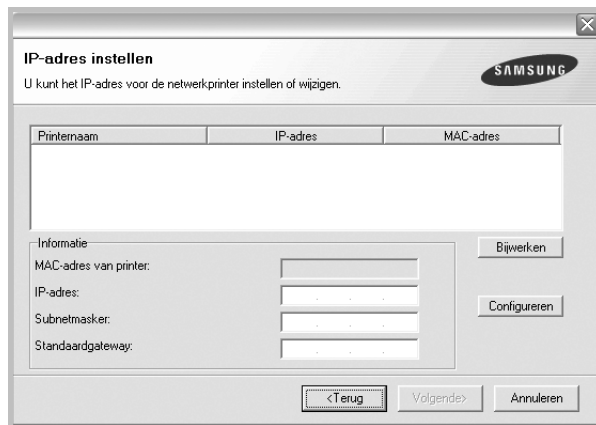 IP-adres instellen
U kunt het IP-adres voor de netwerkprinter instellen of wijzigen.
SAMSUNG
Printernaam IP-adres MAC-adres
Informatie
MAC-adres van printer:
IP-adres:
Subnetmasker:
Standaardgateway:
Bijwerken
Configureren
<Terug Volgende> Annuleren